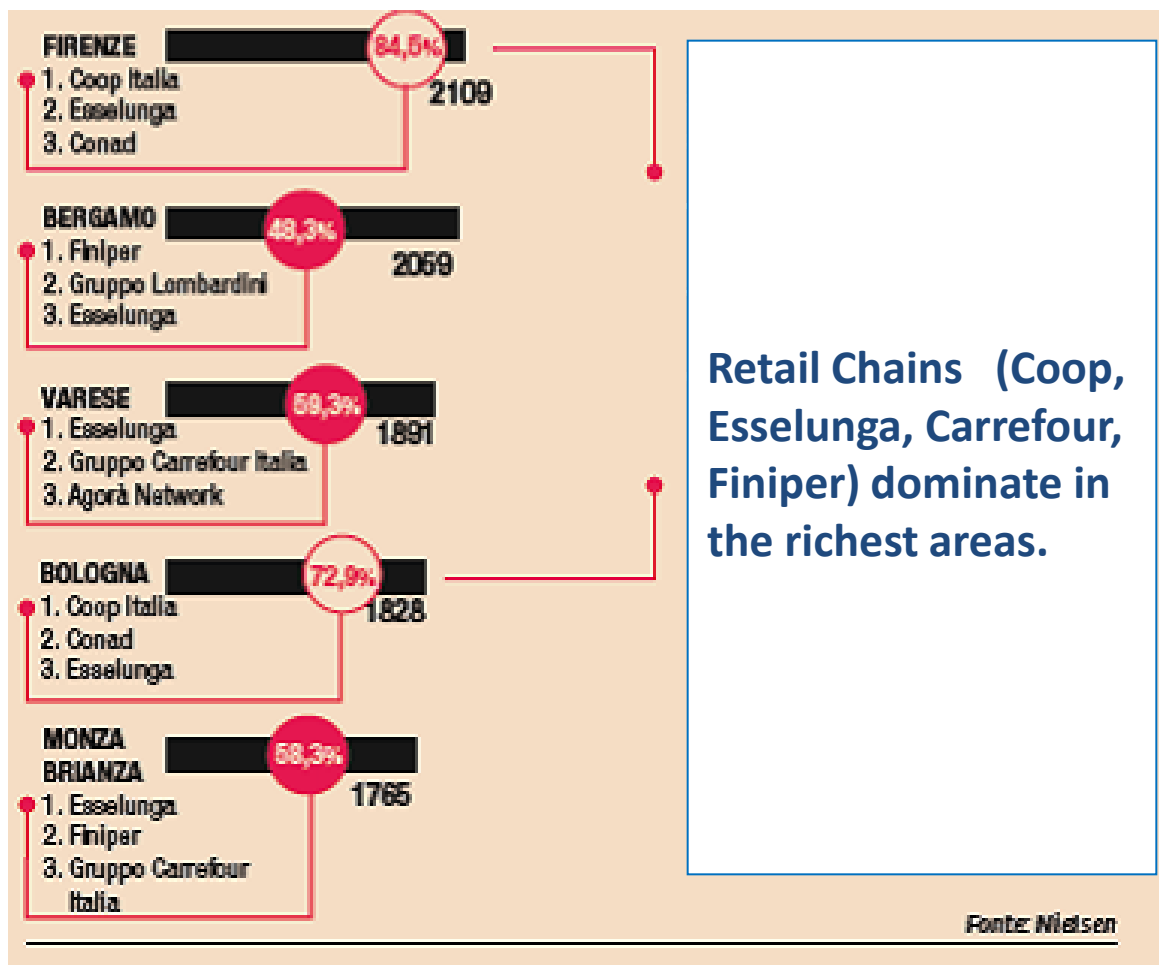 FIRENZE
84,5%
2109
1. Coop Italia
2. Esselunga
3. Conad
BERGAMO
48,3%
2059
1. Finiper
2. Gruppo Lombardini
3. Esselunga
VARESE
59,3%
1891
1. Esselunga
2. Gruppo Carrefour Italia
3. Agorà Network
BOLOGNA
72,9%
1828
1. Coop Italia
2. Conad
3. Esselunga
MONZA
BRIANZA
58,3%
1765
1. Esselunga
2. Finiper
3. Gruppo Carrefour
Italia
Retail Chains (Coop,
Esselunga, Carrefour,
Finiper) dominate in
the richest areas.
Fonte: Nielsen